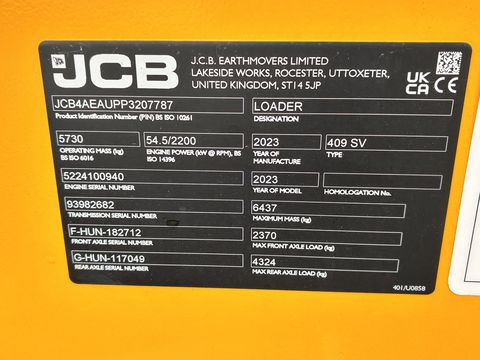 JCB
J.C.B. EARTHMOVERS LIMITED
LAKESIDE WORKS, ROCESTER, UTTOXETER,
UNITED KINGDOM, ST14 5JP
UK
CA CE
JCB4AEAUPP3207787
Product Identification Number (PIN) BS ISO 10261
LOADER
DESIGNATION
5730
OPERATING MASS (kg)
BS ISO 6016
54.5/2200
ENGINE POWER (kW @ RPM), BS
ISO 14396
2023
YEAR OF
MANUFACTURE
409 SV
TYPE
5224100940
ENGINE SERIAL NUMBER
2023
YEAR OF MODEL
HOMOLOGATION No.
93982682
TRANSMISSION SERIAL NUMBER
6437
MAXIMUM MASS (kg)
F-HUN-182712
FRONT AXLE SERIAL NUMBER
2370
MAX FRONT AXLE LOAD (kg)
G-HUN-117049
REAR AXLE SERIAL NUMBER
4324
MAX REAR AXLE LOAD (kg)
401/U0858